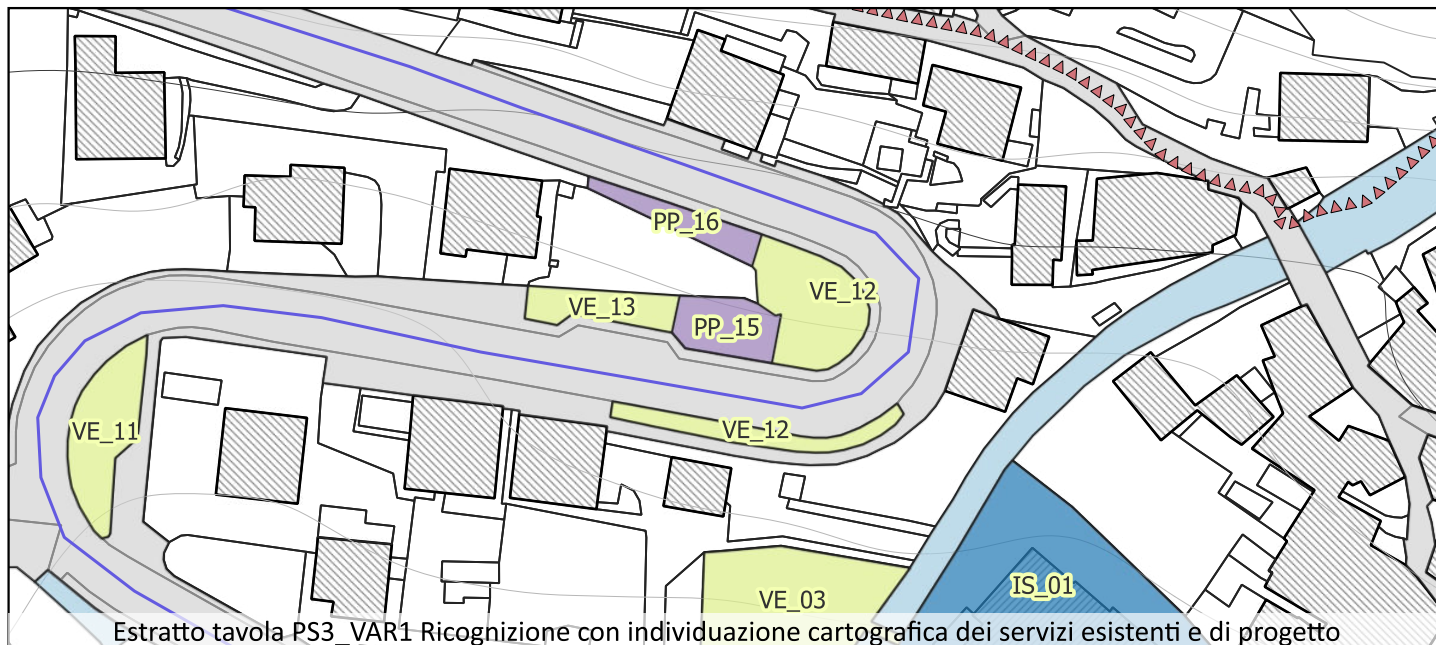 PP_16
VE_12
VE_13
PP_15
VE_11
VE_12
IS_01
VE_03
Estratto tavola PS3_VAR1 Ricognizione con individuazione cartografica dei servizi esistenti e di progetto